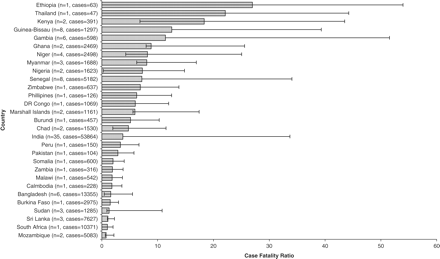 Ethiopia (n=1, cases=63)
Thailand (n=1, cases=47)
Kenya (n=2, cases=391)
Guinea-Bissau (n=8, cases=1297)
Gambia (n=6, cases=598)
Ghana (n=2, cases=2469)
Niger (n=4, cases=2498)
Myanmar (n=3, cases=1688)
Nigeria (n=2, cases=1623)
Senegal (n=8, cases=5182)
Zimbabwe (n=1, cases=637)
Phillipines (n=1, cases=126)
DR Congo (n=1, cases=1069)
Marshall Islands (n=2, cases=1161)
Burundi (n=1, cases=457)
Chad (n=2, cases=1530)
India (n=35, cases=53864)
Peru (n=1, cases=150)
Pakistan (n=1, cases=104)
Somalia (n=1, cases=600)
Zambia (n=1, cases=316)
Malawi (n=1, cases=542)
Calmbodia (n=1, cases=228)
Bangladesh (n=6, cases=13355)
Burkina Faso (n=1, cases=2975)
Sudan (n=3, cases=1285)
Sri Lanka (n=3, cases=7627)
South Africa (n=1, cases=10371)
Mozambique (n=2, cases=5083)
Country
0 10 20 30 40 50 60
Case Fatality Ratio